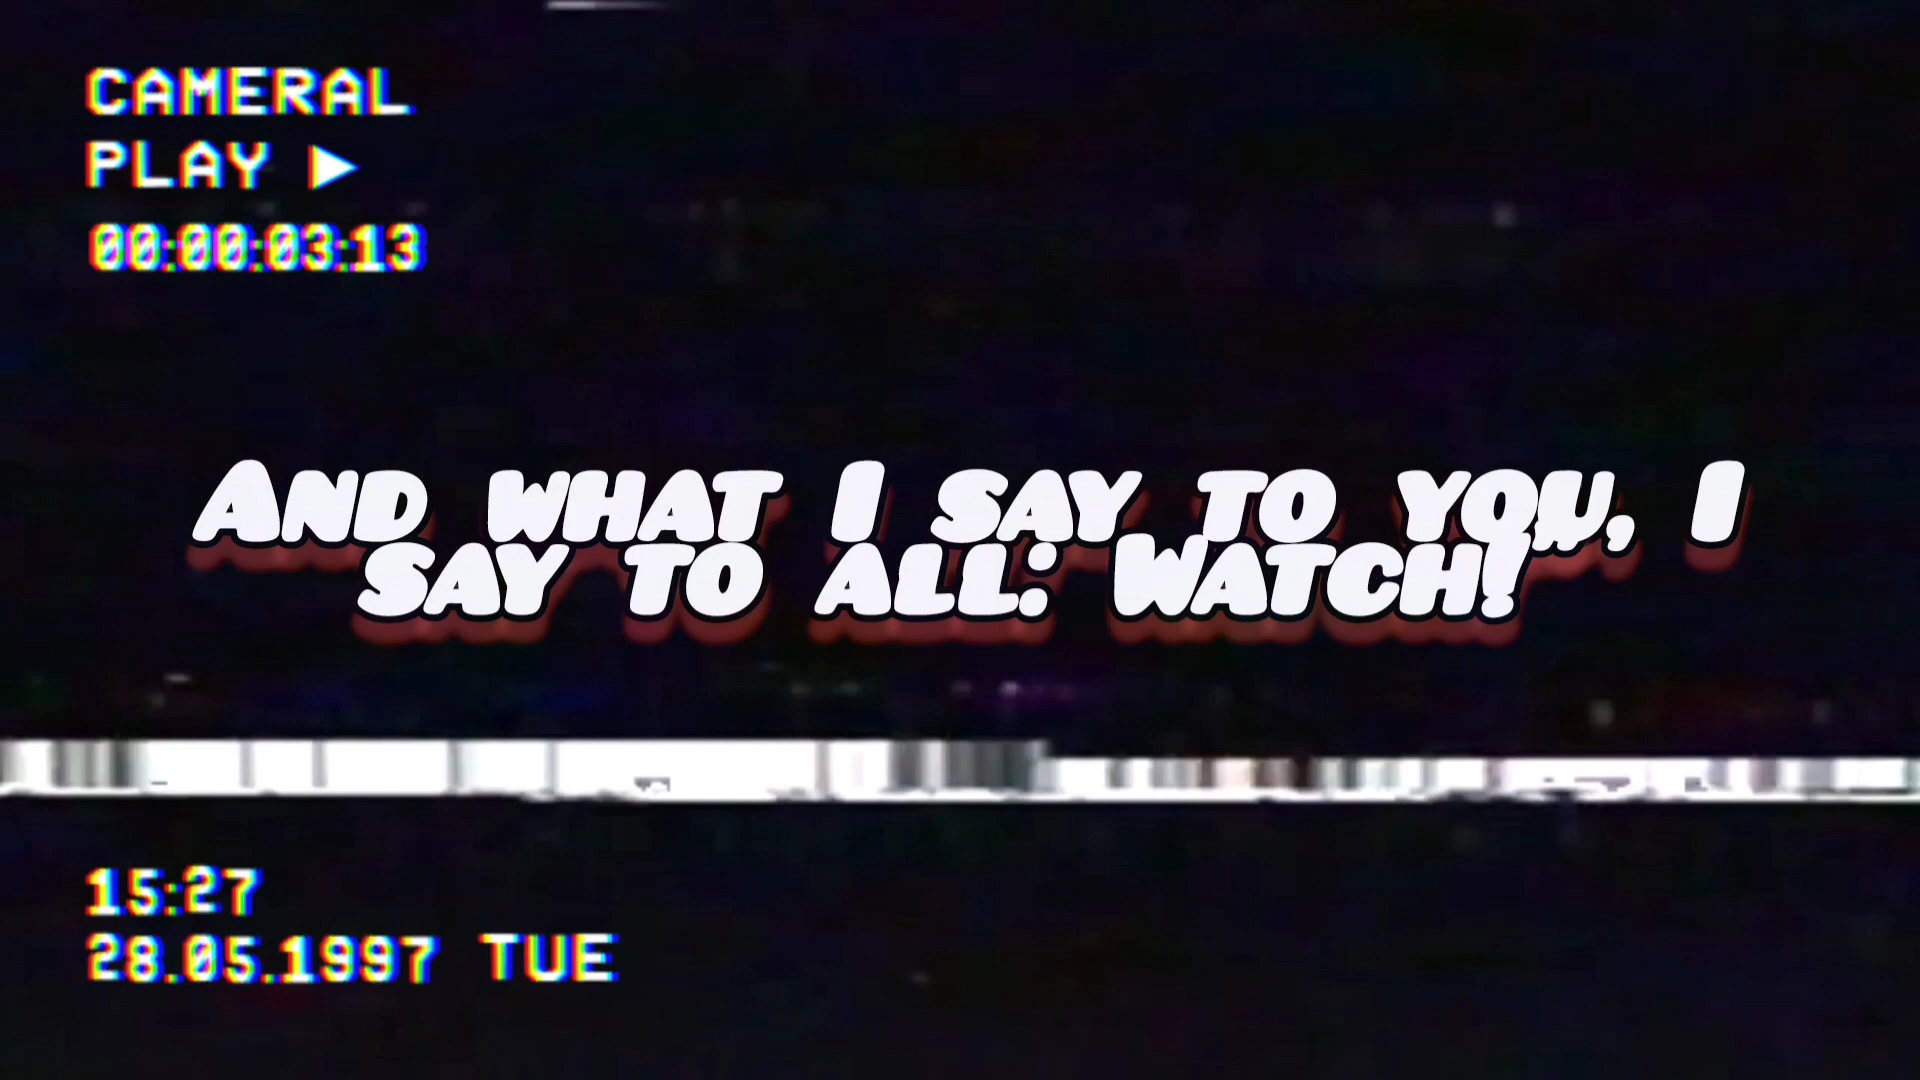 CAMERAL
PLAY ▶
00:00:03:13
And what I say to you, I
say to all: Watch!”
15:27
28.05.1997 TUE